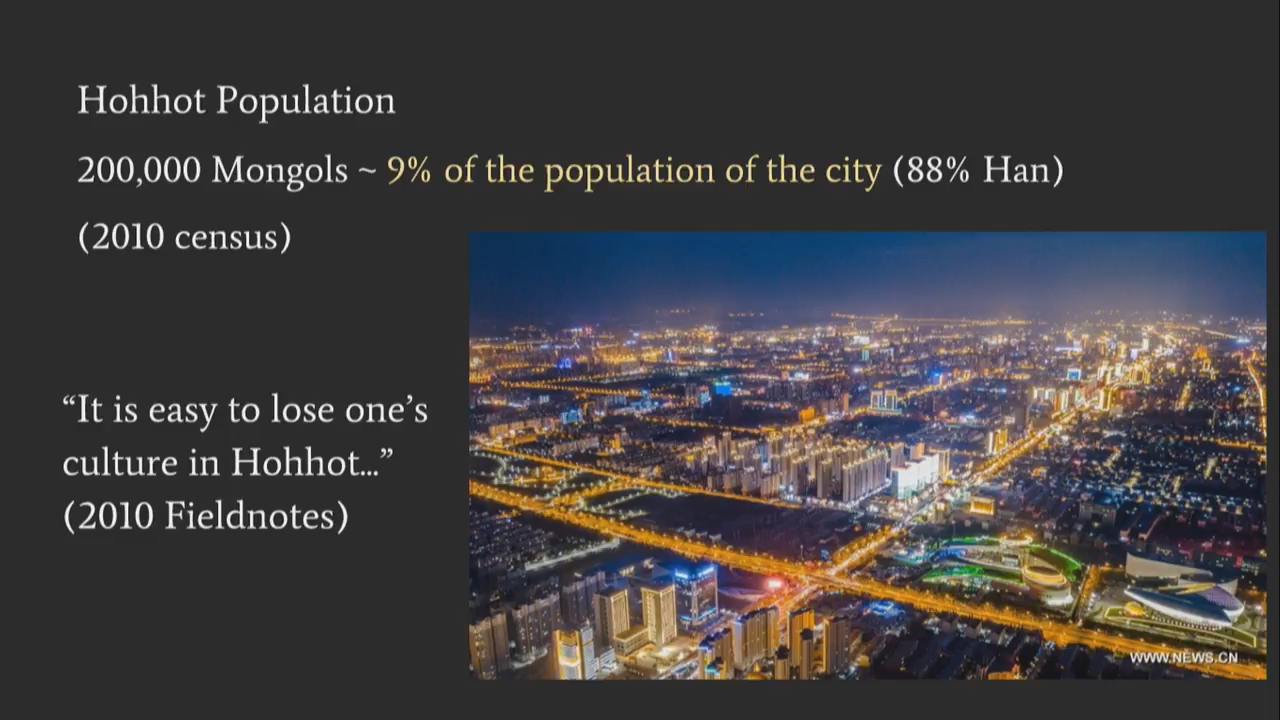 Hohhot Population
200,000 Mongols ~ 9% of the population of the city (88% Han)
(2010 census)
“It is easy to lose one’s
culture in Hohhot…”
(2010 Fieldnotes)
WWW.NEWS.CN